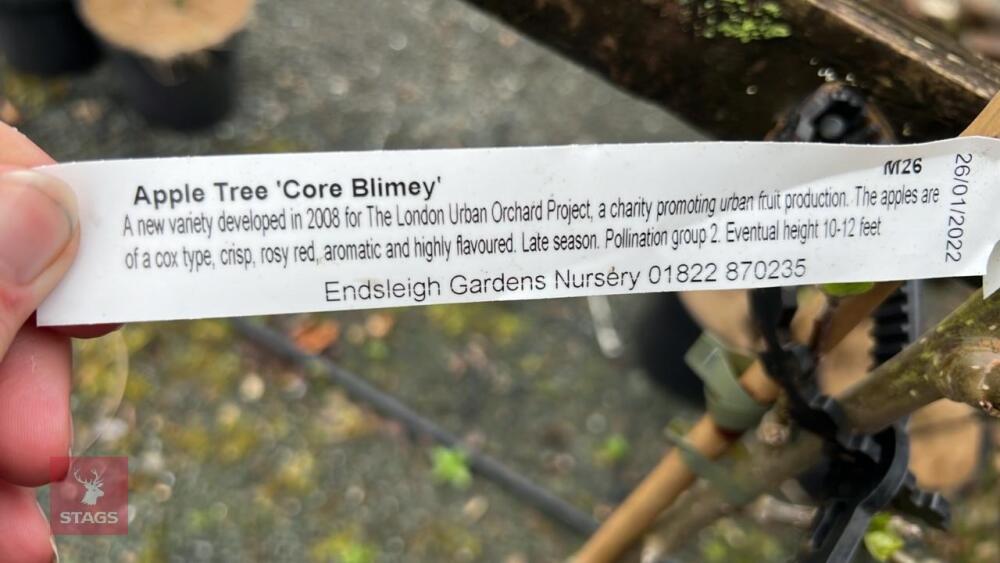 M26
Apple Tree 'Core Blimey'
A new variety developed in 2008 for The London Urban Orchard Project, a charity promoting urban fruit production. The apples are
of a cox type, crisp, rosy red, aromatic and highly flavoured. Late season. Pollination group 2. Eventual height 10-12 feet
Endsleigh Gardens Nursery 01822 870235
26/01/2022
STAGS